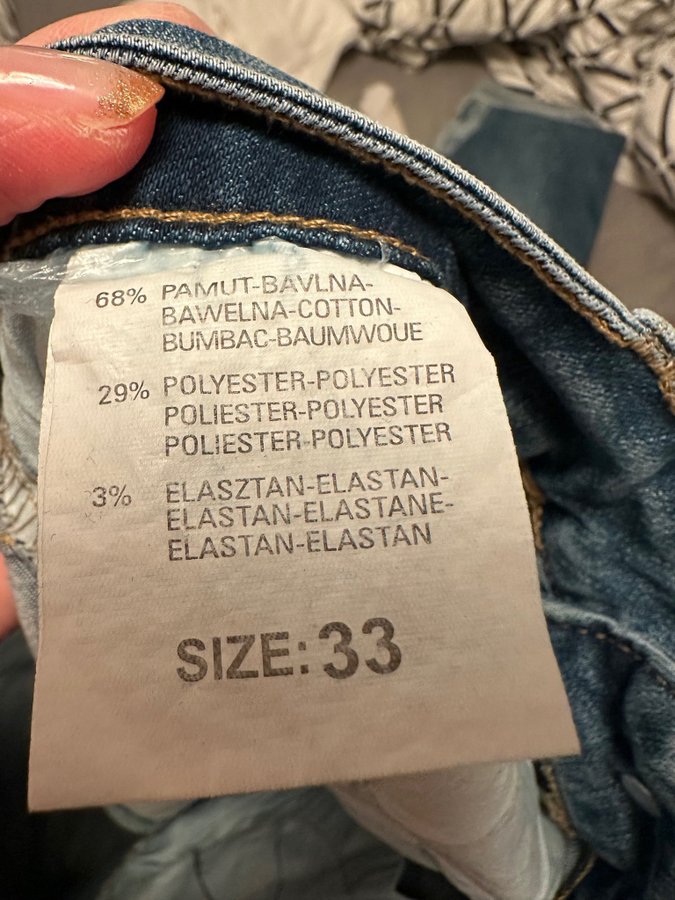 68% PAMUT-BAVLNA-
BAWELNA-COTTON-
BUMBAC-BAUMWOUE
29% POLYESTER-POLYESTER
POLIESTER-POLYESTER
POLIESTER-POLYESTER
3% ELASZTAN-ELASTAN-
ELASTAN-ELASTANE-
ELASTAN-ELASTAN
SIZE: 33